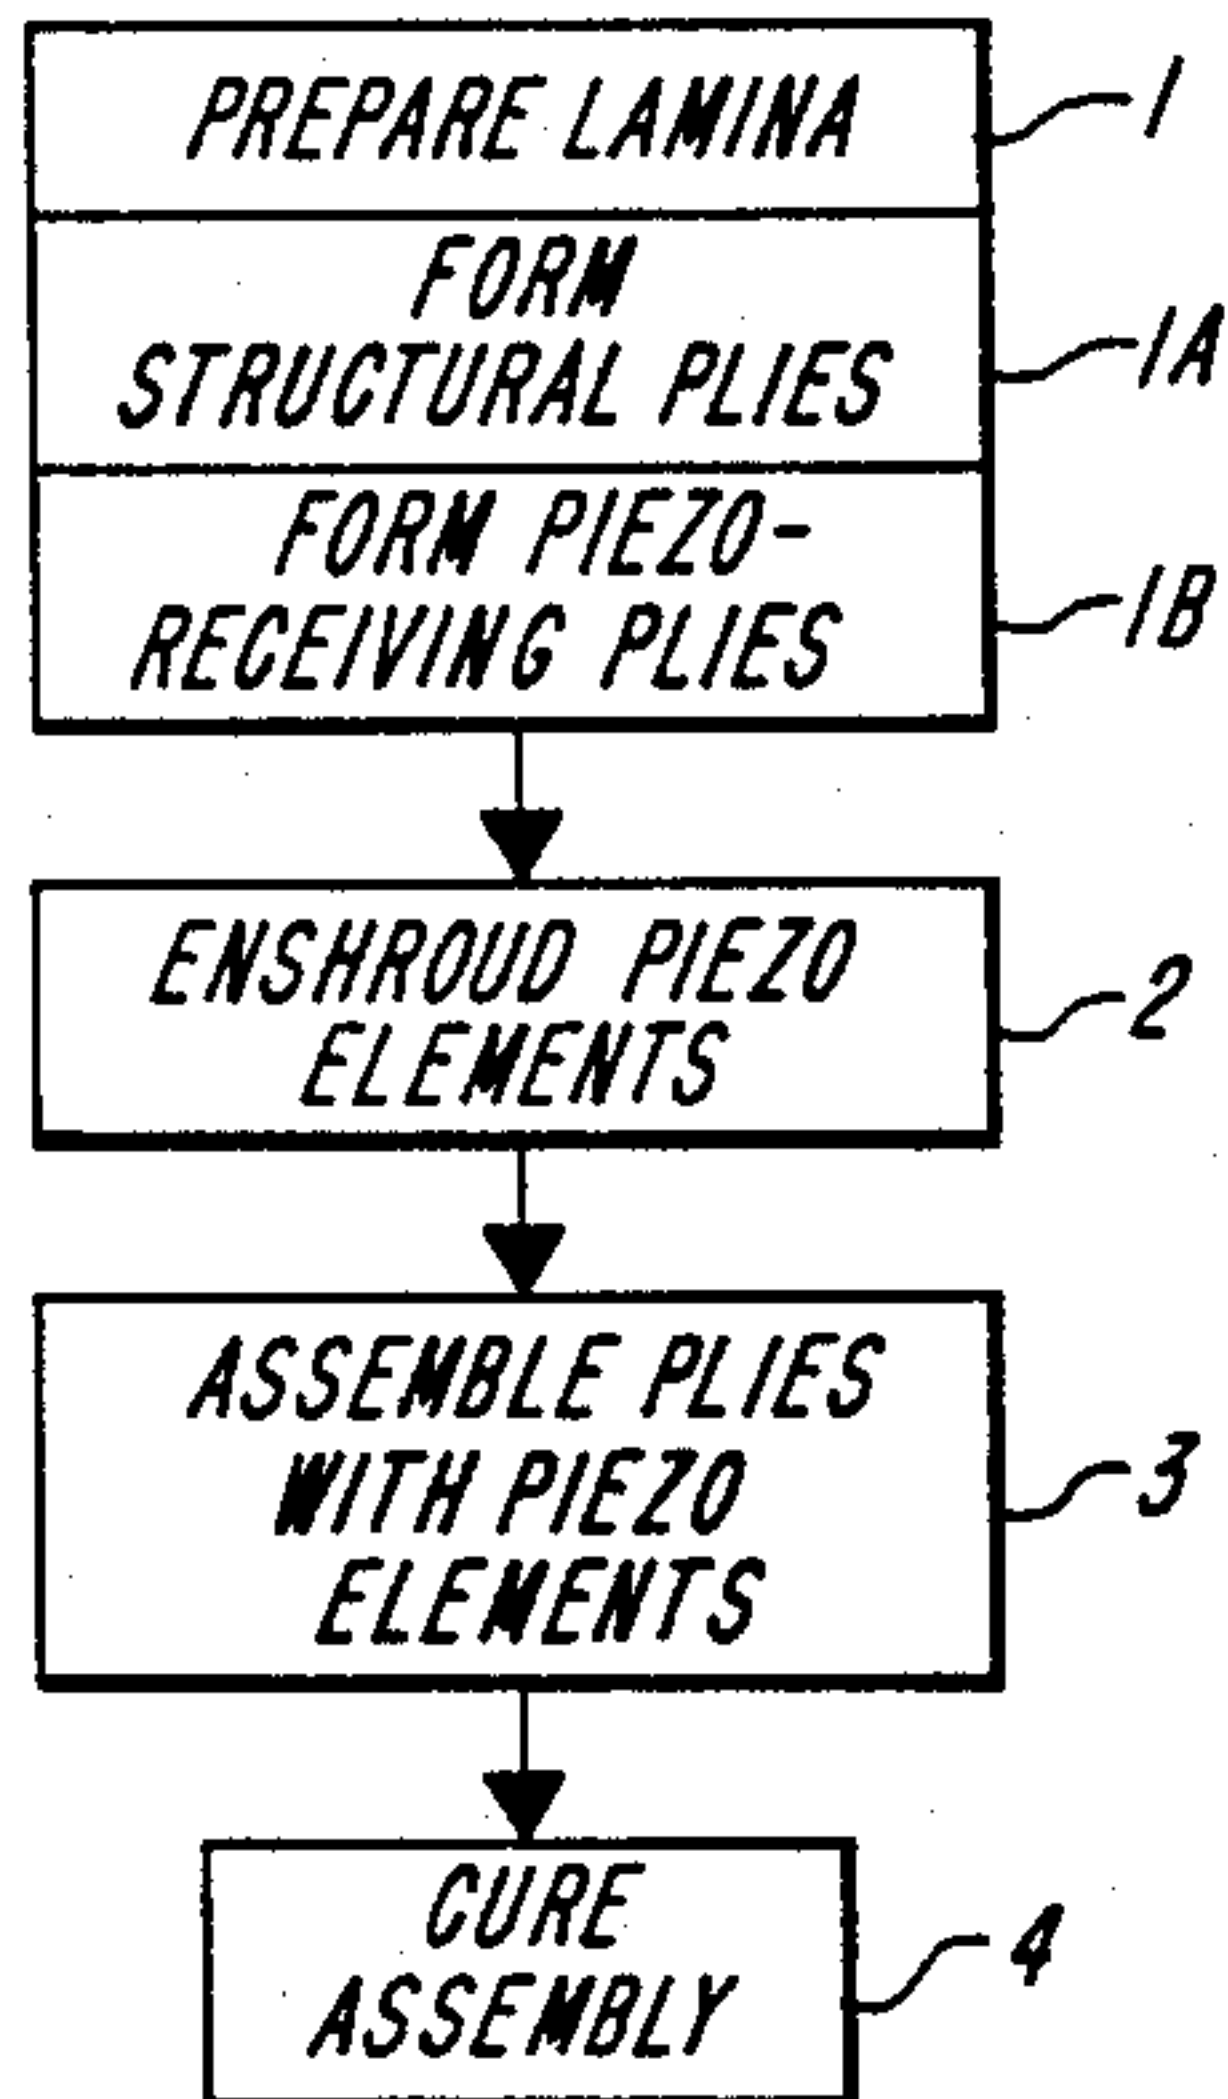 PREPARE LAMINA
1
FORM
STRUCTURAL PLIES
1A
FORM PIEZO-
RECEIVING PLIES
1B
ENSHROUD PIEZO
ELEMENTS
2
ASSEMBLE PLIES
WITH PIEZO
ELEMENTS
3
CURE
ASSEMBLY
4